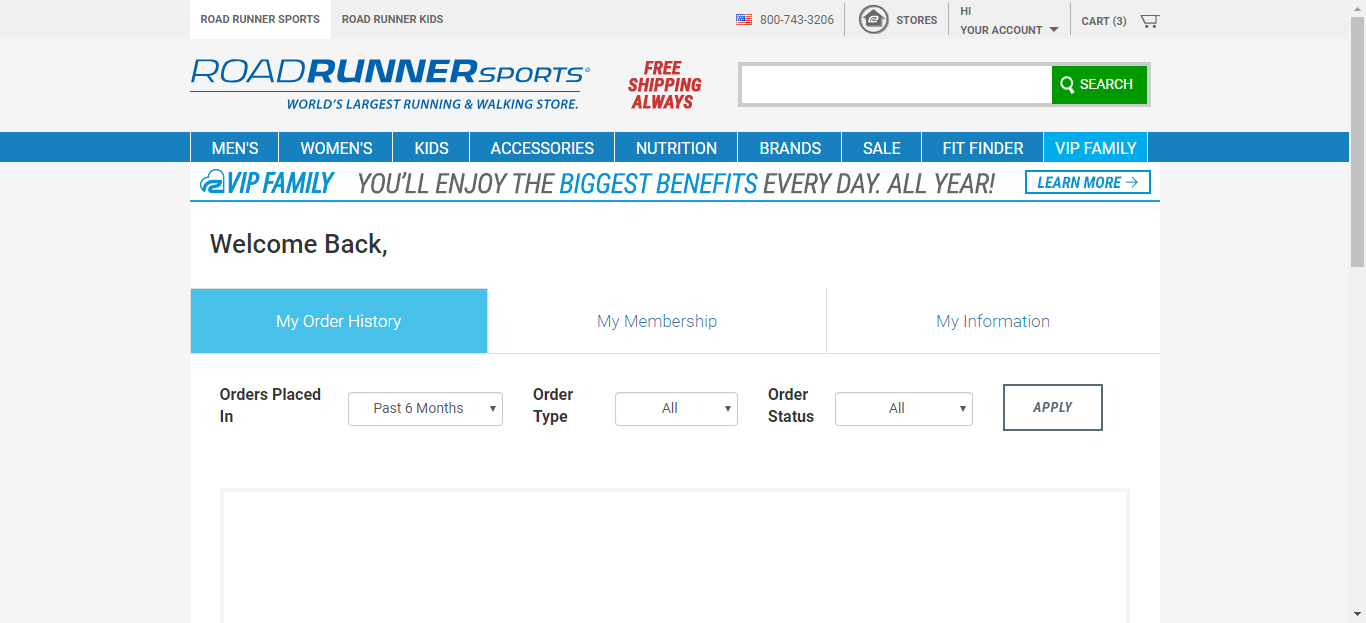 ROAD RUNNER SPORTS
ROAD RUNNER KIDS
800-743-3206
STORES
HI
YOUR ACCOUNT
CART (3)
ROADRUNNERSPORTS®
WORLD'S LARGEST RUNNING & WALKING STORE.
FREE
SHIPPING
ALWAYS
SEARCH
MEN'S
WOMEN'S
KIDS
ACCESSORIES
NUTRITION
BRANDS
SALE
FIT FINDER
VIP FAMILY
VIP FAMILY
YOU'LL ENJOY THE BIGGEST BENEFITS EVERY DAY. ALL YEAR!
LEARN MORE →
Welcome Back,
My Order History
My Membership
My Information
Orders Placed
In
Past 6 Months
Order
Type
All
Order
Status
All
APPLY